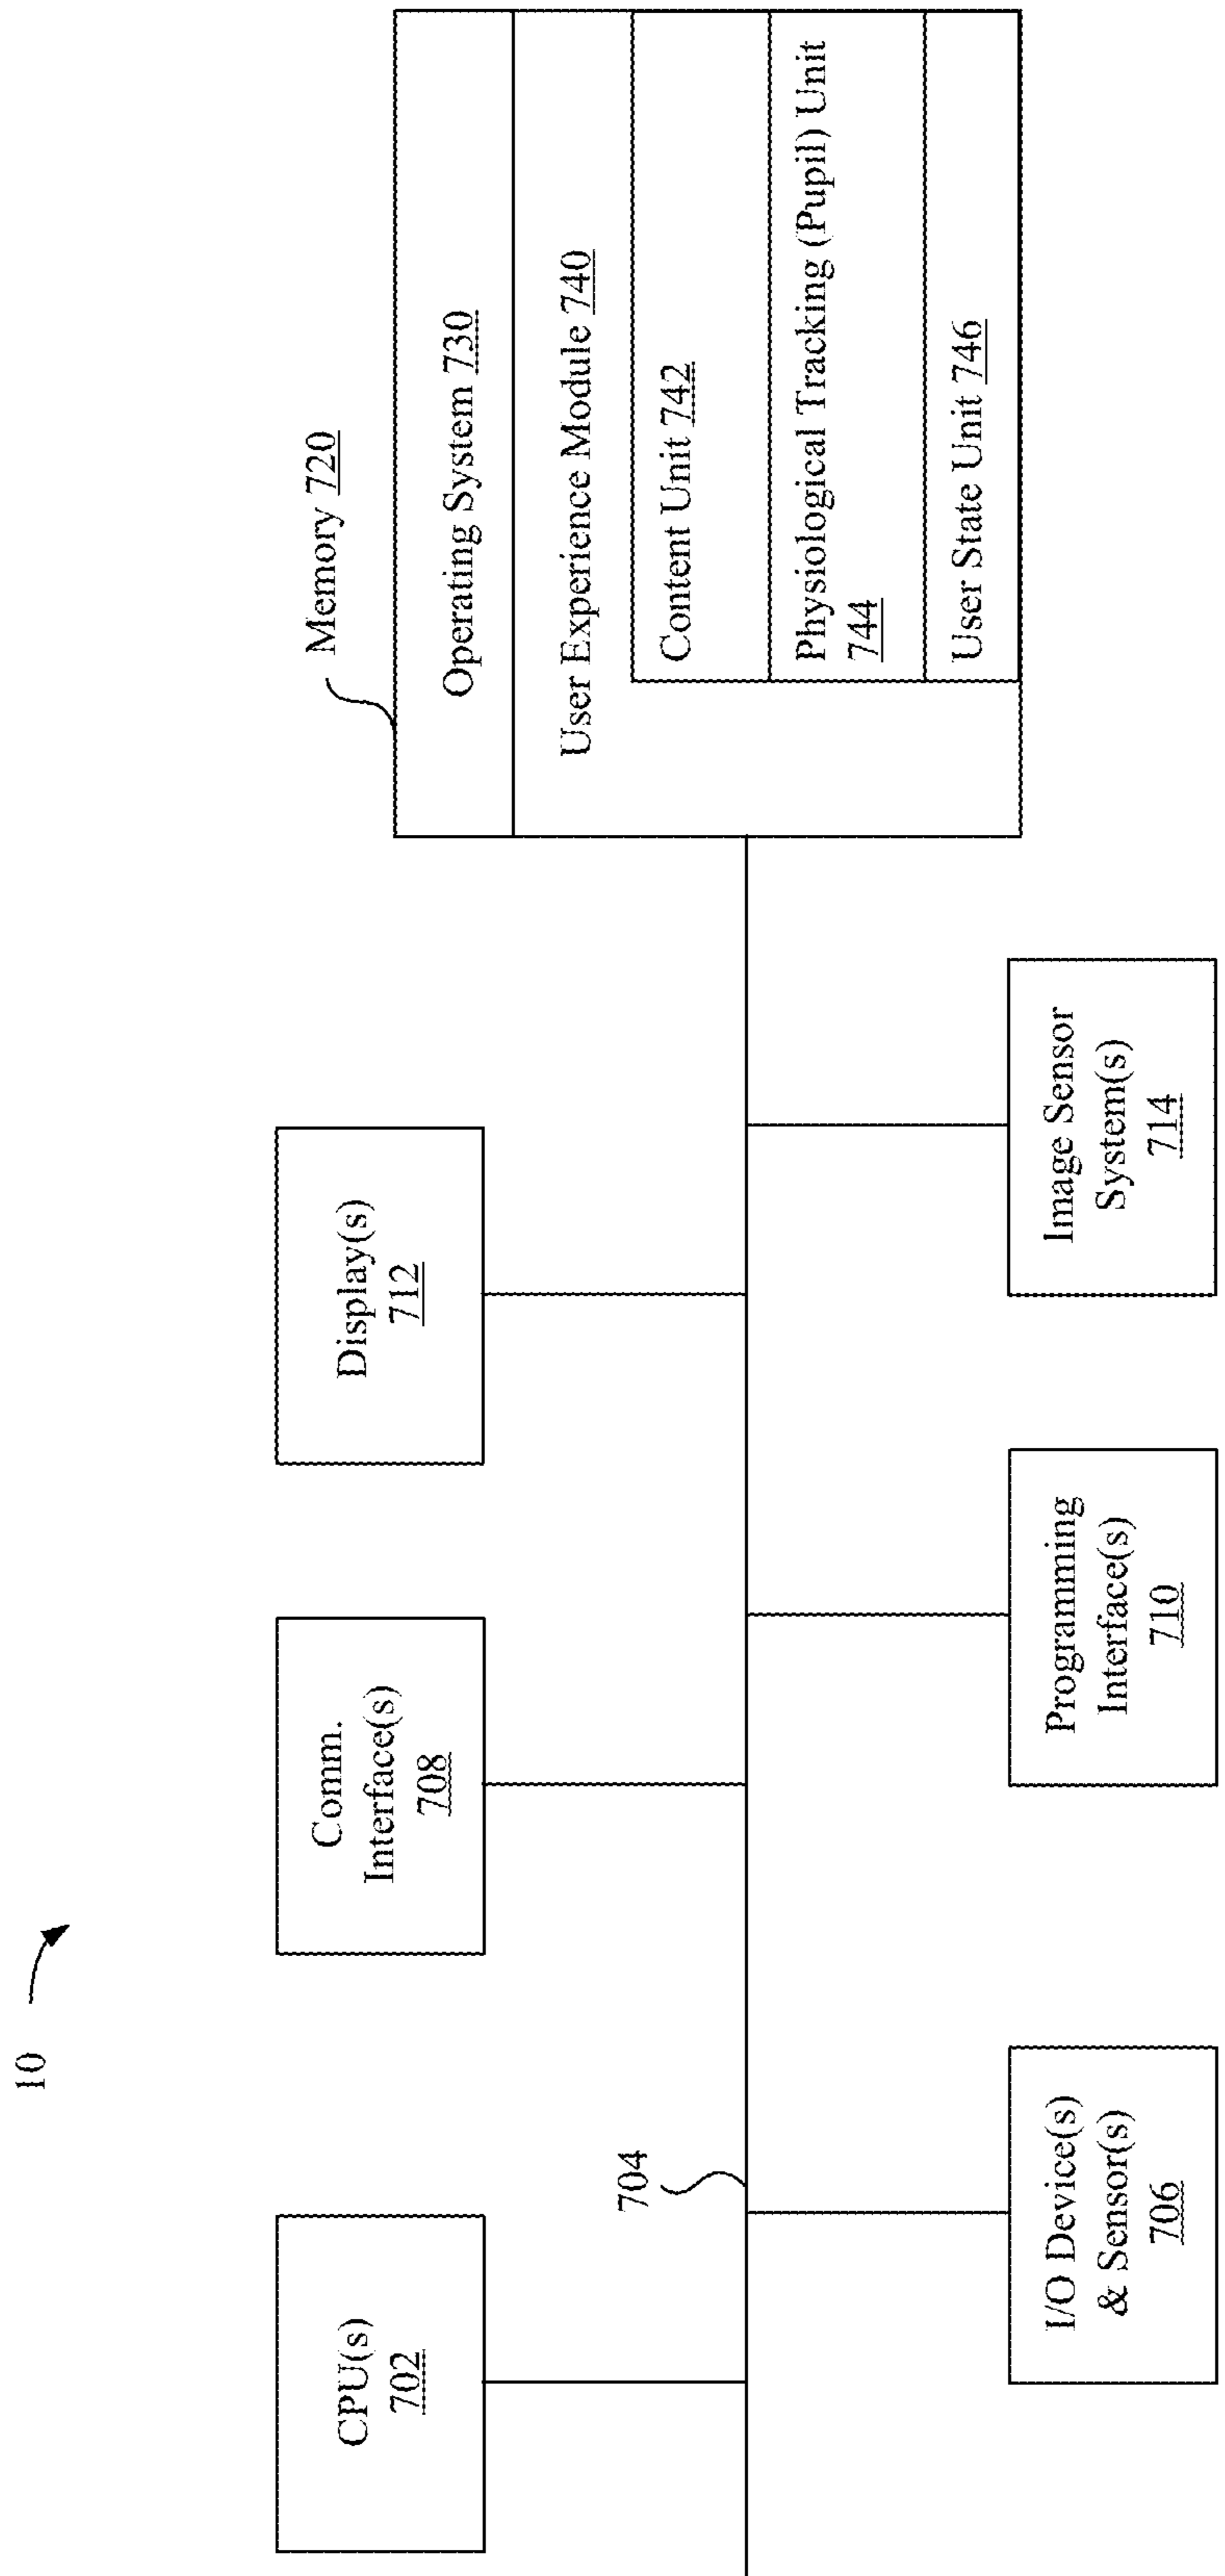 10
CPU(s)
702
Comm.
Interface(s)
708
Display(s)
712
704
I/O Device(s)
& Sensor(s)
706
Programming
Interface(s)
710
Image Sensor
System(s)
714
Memory 720
Operating System 730
User Experience Module 740
Content Unit 742
Physiological Tracking (Pupil) Unit
744
User State Unit 746